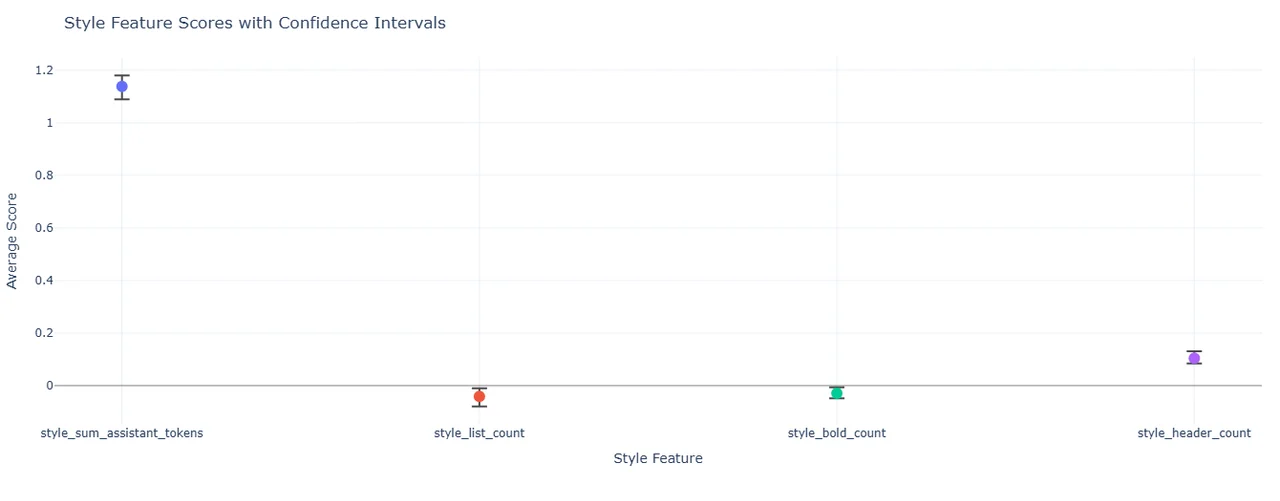 Style Feature Scores with Confidence Intervals
1.2
1
0.8
0.6
0.4
0.2
0
Average Score
style_sum_assistant_tokens
style_list_count
style_bold_count
style_header_count
Style Feature